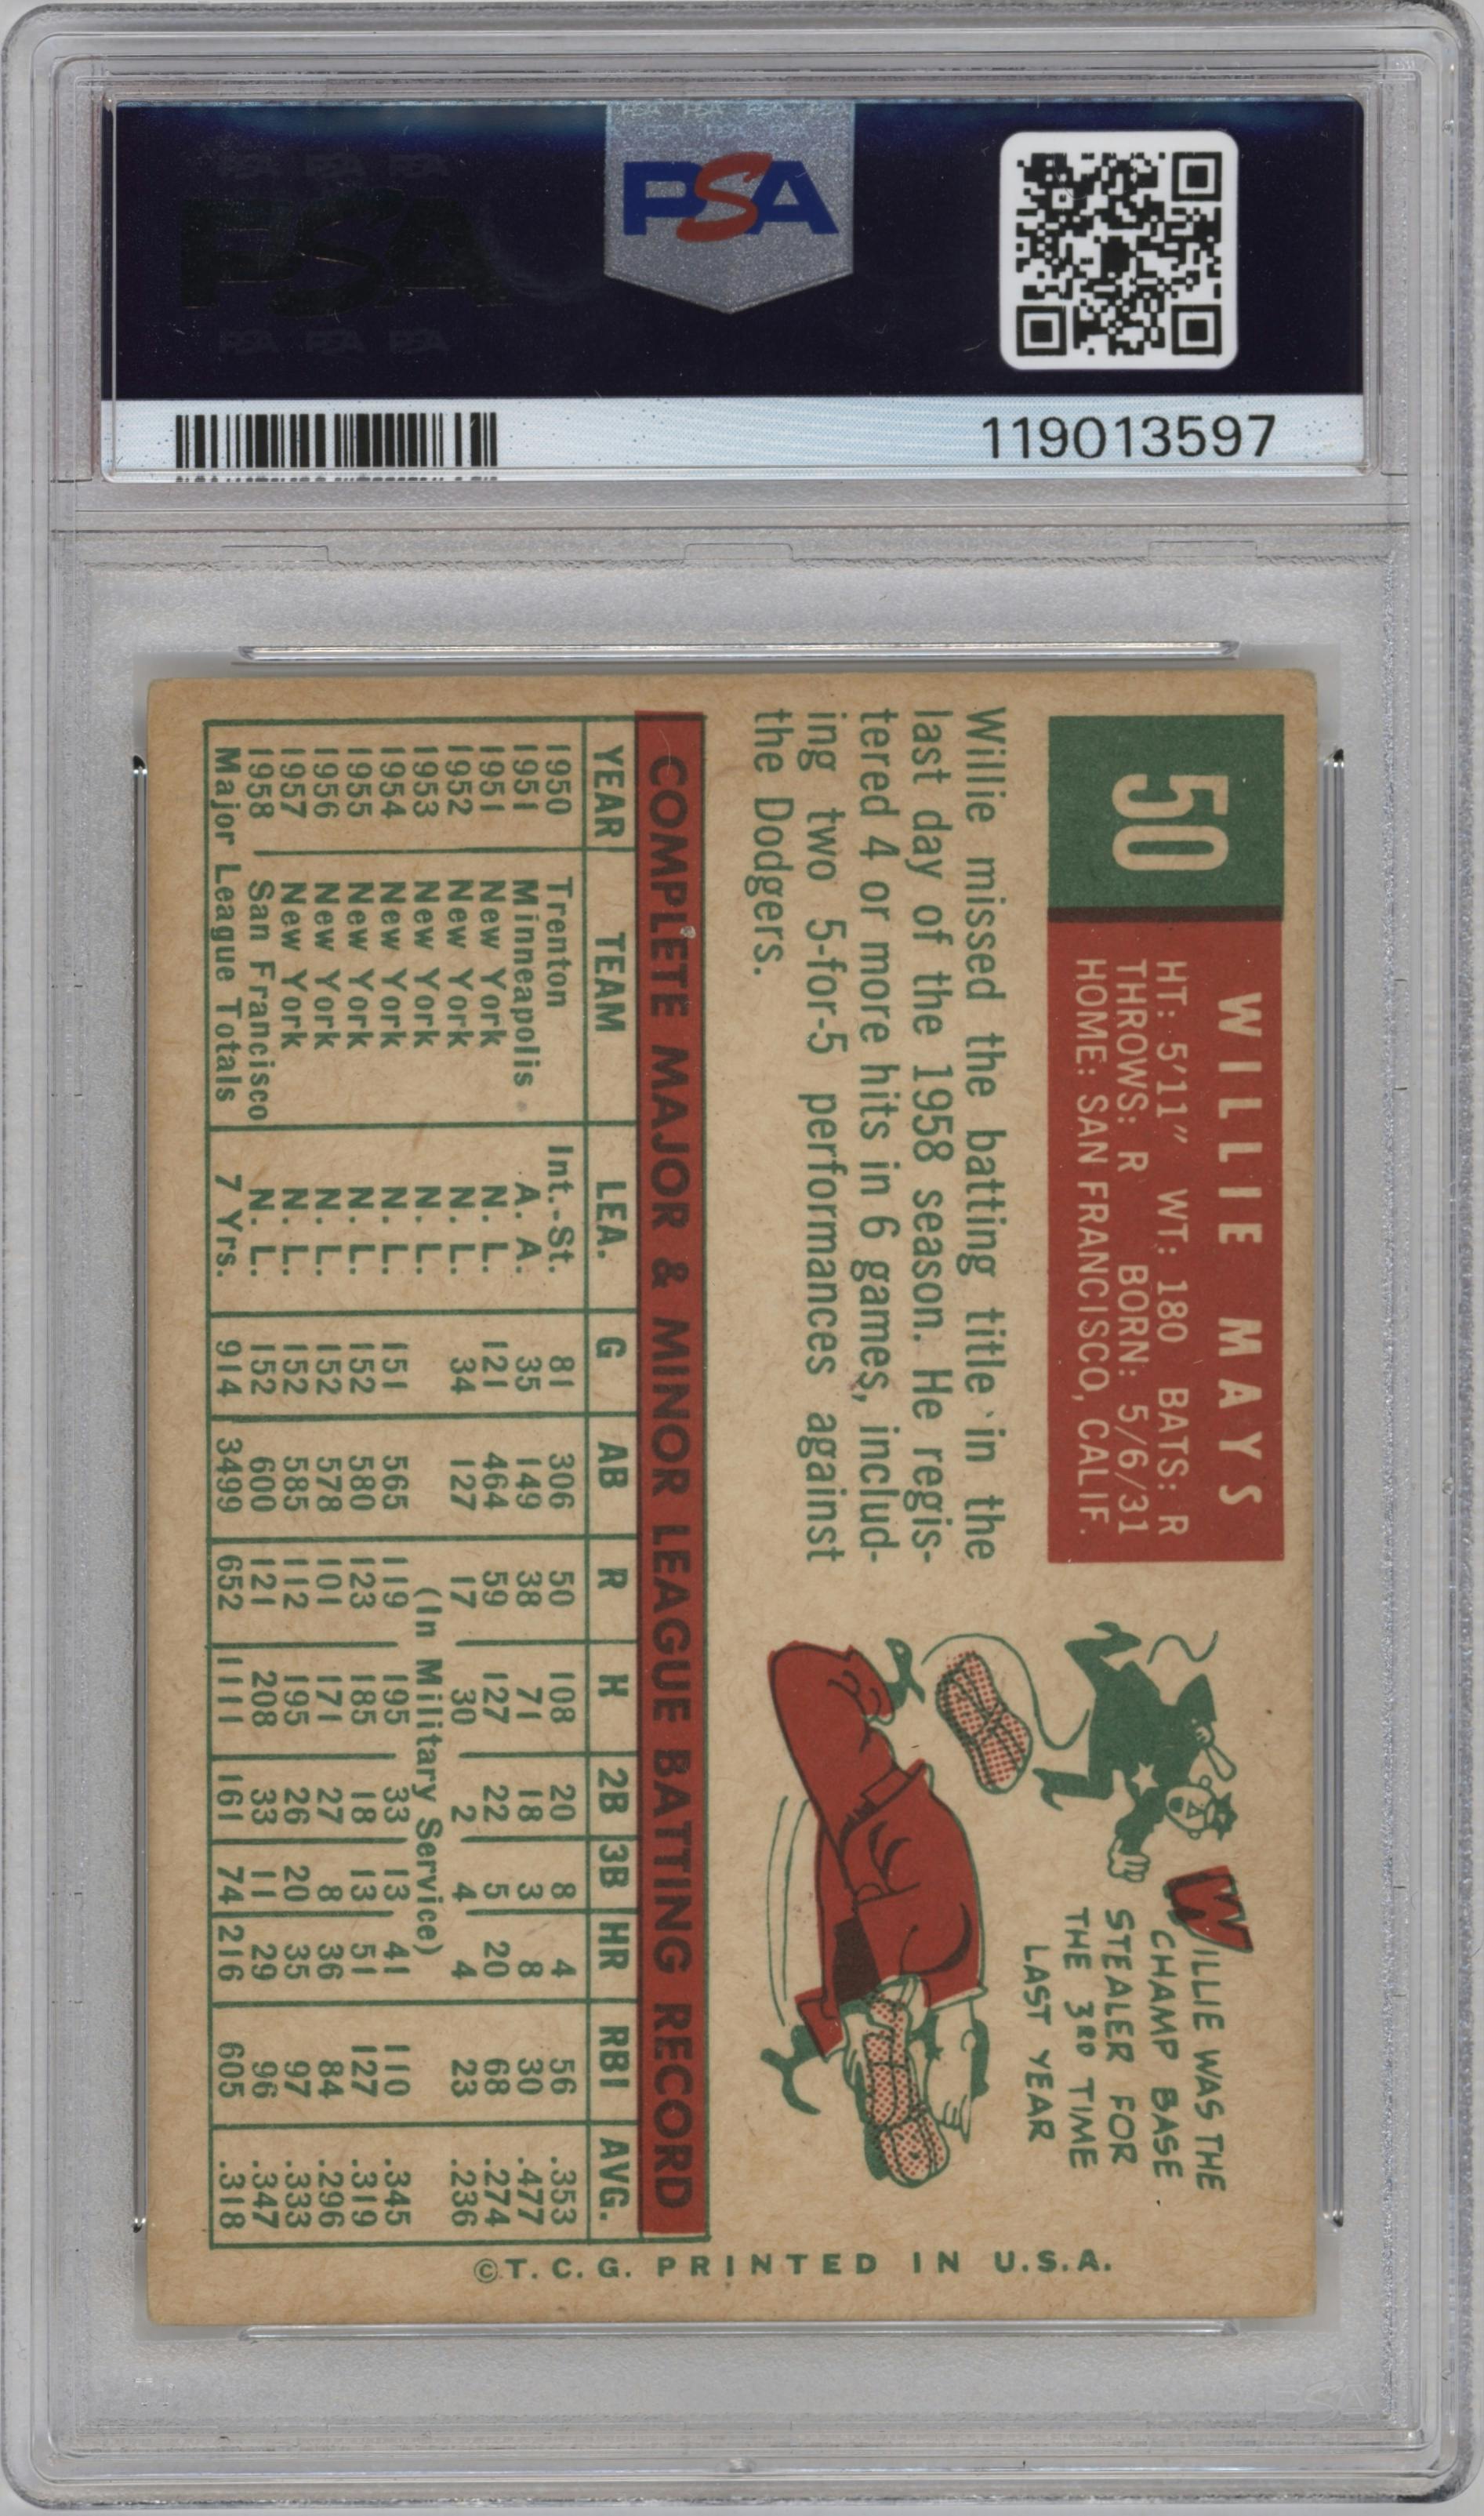 PSA PSA PSA
PSA
PSA PSA PSA
PSA
119013597
50
WILLIE MAYS
HT: 5'11" WT: 180 BATS: R
THROWS: R BORN: 5/6/31
HOME: SAN FRANCISCO, CALIF.
Willie missed the batting title in the
last day of the 1958 season. He regis-
tered 4 or more hits in 6 games, includ-
ing two 5-for-5 performances against
the Dodgers.
WILLIE WAS THE
CHAMP BASE
STEALER FOR
THE 3RD TIME
LAST YEAR
COMPLETE MAJOR & MINOR LEAGUE BATTING RECORD
YEAR TEAM LEA. G AB R H 2B 3B HR RBI AVG.
1950 Trenton Int.-St. 81 306 50 108 20 8 4 56 .353
1951 Minneapolis A. A. 35 149 38 71 18 3 8 30 .477
1951 New York N. L. 121 464 59 127 22 5 20 68 .274
1952 New York N. L. 34 127 17 30 2 4 4 23 .236
1953 New York N. L. (In Military Service)
1954 New York N. L. 151 565 119 195 33 13 41 110 .345
1955 New York N. L. 152 580 123 185 18 13 51 127 .319
1956 New York N. L. 152 578 101 171 27 8 36 84 .296
1957 New York N. L. 152 585 112 195 26 20 35 97 .333
1958 San Francisco N. L. 152 600 121 208 33 11 29 96 .347
Major League Totals 7 Yrs. 914 3499 652 1111 161 74 216 605 .318
©T. C. G. PRINTED IN U.S.A.